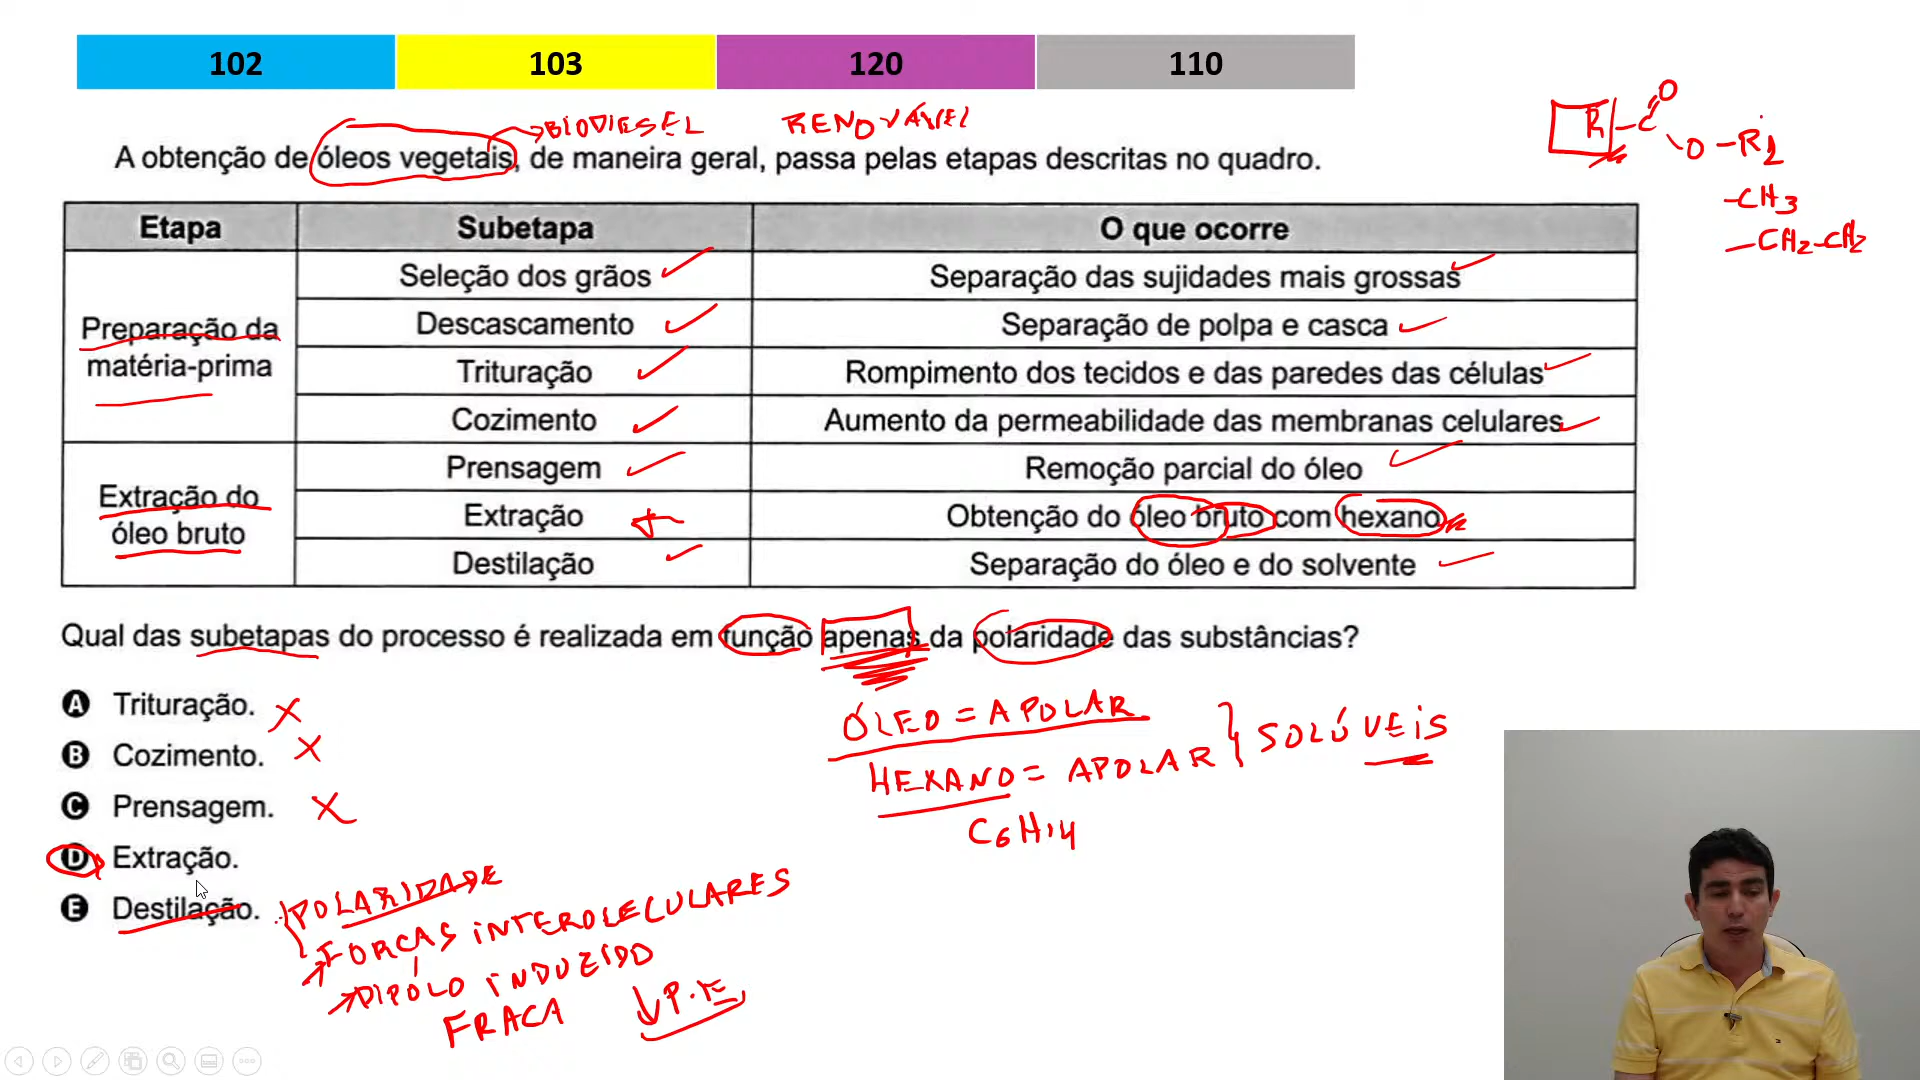 102 103 120 110
BIODIESEL RENOVÁVEL
A obtenção de óleos vegetais, de maneira geral, passa pelas etapas descritas no quadro.
R - C O
O - R1
-CH3
-CH2-CH2
Etapa Subetapa O que ocorre
Preparação da matéria-prima
Seleção dos grãos Separação das sujidades mais grossas
Descascamento Separação de polpa e casca
Trituração Rompimento dos tecidos e das paredes das células
Cozimento Aumento da permeabilidade das membranas celulares
Extração do óleo bruto
Prensagem Remoção parcial do óleo
Extração Obtenção do óleo bruto com hexano
Destilação Separação do óleo e do solvente
Qual das subetapas do processo é realizada em função apenas da polaridade das substâncias?
A Trituração. X
B Cozimento. X
C Prensagem. X
D Extração.
E Destilação.
ÓLEO = APOLAR
HEXANO = APOLAR } SOLÚVEIS
C6H14
POLARIDADE
FORÇAS INTEROLECULARES
DIPOLO INDUZIDO
FRACA ↓P.E